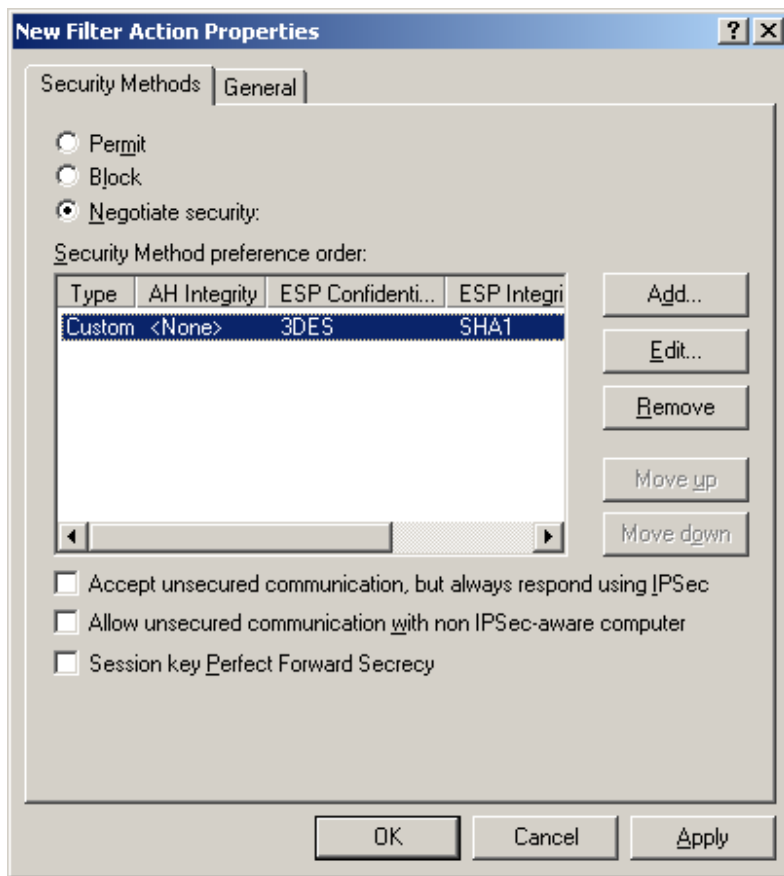 New Filter Action Properties
Security Methods General
Permit
Block
Negotiate security:
Security Method preference order:
Type AH Integrity ESP Confidenti... ESP Integri
Custom <None> 3DES SHA1
Add...
Edit...
Remove
Move up
Move down
Accept unsecured communication, but always respond using IPSec
Allow unsecured communication with non IPSec-aware computer
Session key Perfect Forward Secrecy
OK Cancel Apply